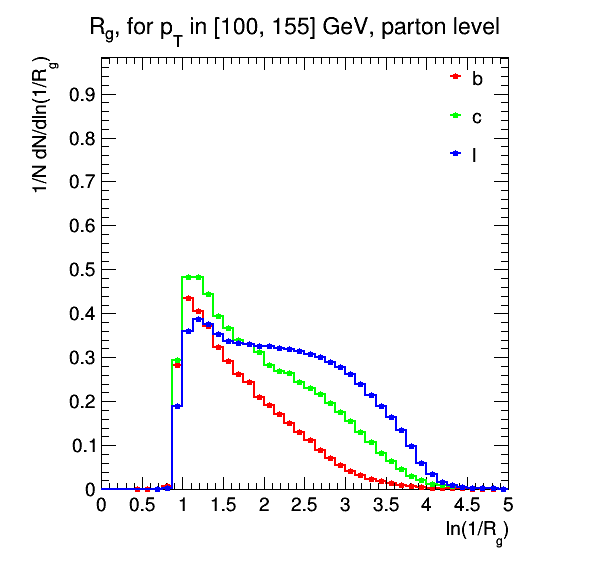 R_g, for p_T in [100, 155] GeV, parton level
1/N dN/dln(1/R_g)
b
c
l
0.9
0.8
0.7
0.6
0.5
0.4
0.3
0.2
0.1
0
0 0.5 1 1.5 2 2.5 3 3.5 4 4.5 5
ln(1/R_g)